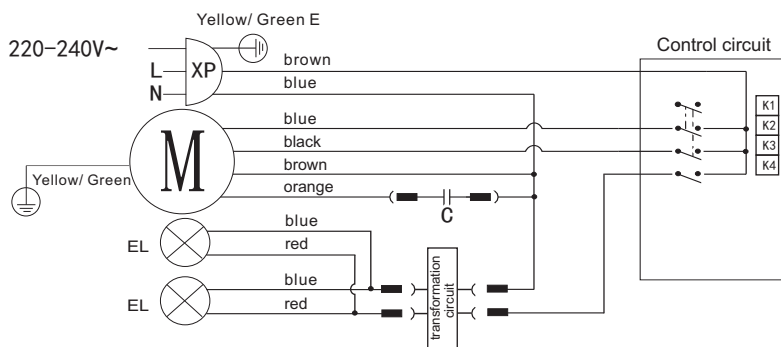 Yellow/ Green E
220-240V~
L
N
XP
brown
blue
Control circuit
M
Yellow/ Green
blue
black
brown
orange
C
K1
K2
K3
K4
EL
blue
red
EL
blue
red
transformation
circuit